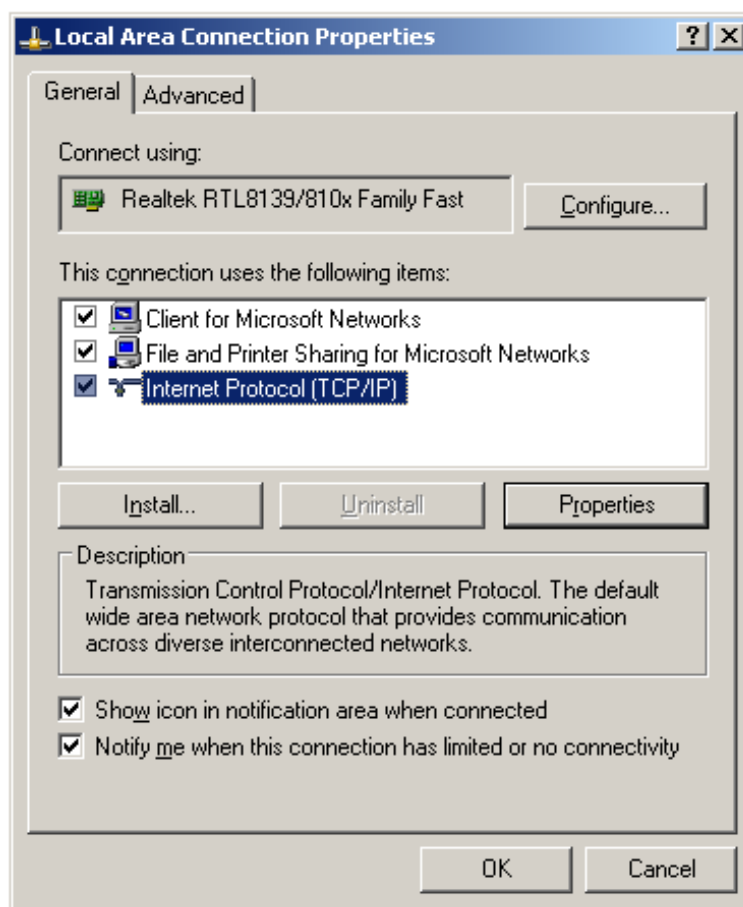 Local Area Connection Properties
General
Advanced
Connect using:
Realtek RTL8139/810x Family Fast
Configure...
This connection uses the following items:
Client for Microsoft Networks
File and Printer Sharing for Microsoft Networks
Internet Protocol (TCP/IP)
Install...
Uninstall
Properties
Description
Transmission Control Protocol/Internet Protocol. The default
wide area network protocol that provides communication
across diverse interconnected networks.
Show icon in notification area when connected
Notify me when this connection has limited or no connectivity
OK
Cancel